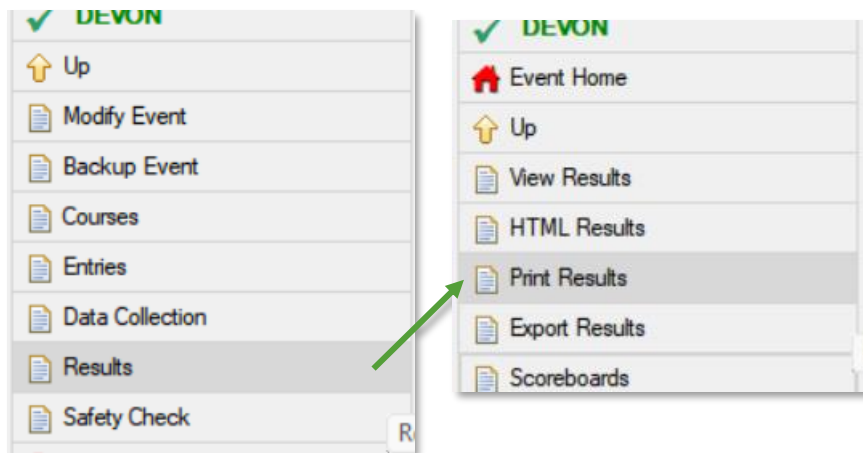 DEVON
Up
Modify Event
Backup Event
Courses
Entries
Data Collection
Results
Safety Check
DEVON
Event Home
Up
View Results
HTML Results
Print Results
Export Results
Scoreboards